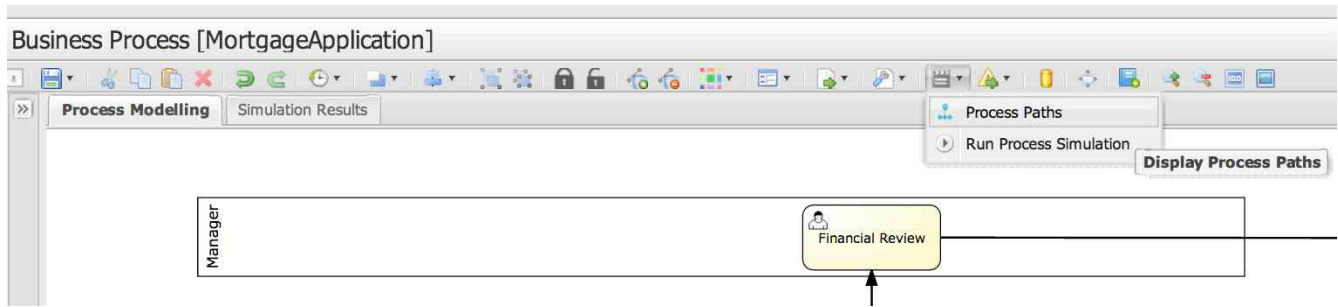 Business Process [MortgageApplication]
Process Modelling
Simulation Results
Process Paths
Run Process Simulation
Display Process Paths
Manager
Financial Review